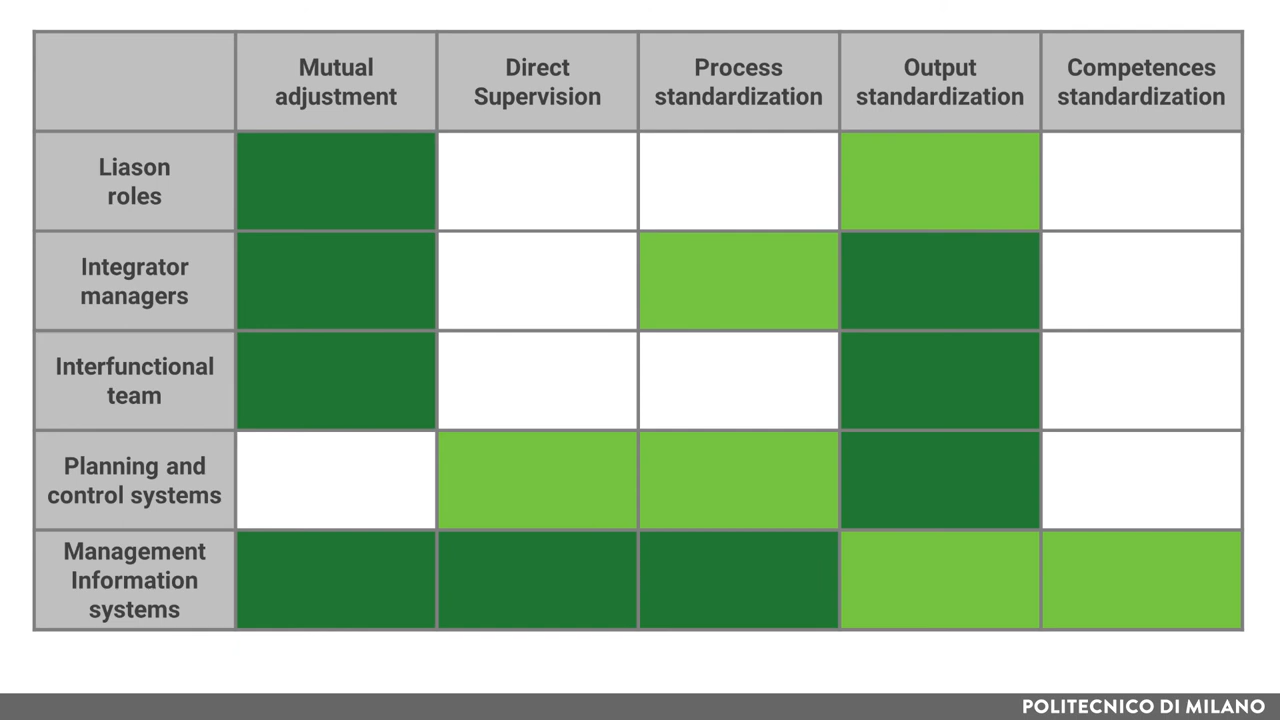 Mutual
adjustment
Direct
Supervision
Process
standardization
Output
standardization
Competences
standardization
Liason
roles
Integrator
managers
Interfunctional
team
Planning and
control systems
Management
Information
systems
POLITECNICO DI MILANO